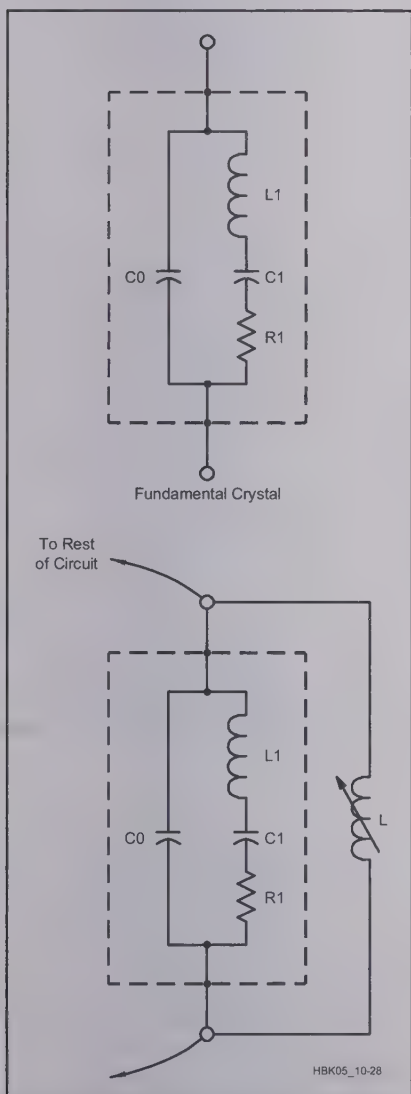 L1
C0
C1
R1
Fundamental Crystal
To Rest
of Circuit
L1
L
C0
C1
R1
HBK05_10-28